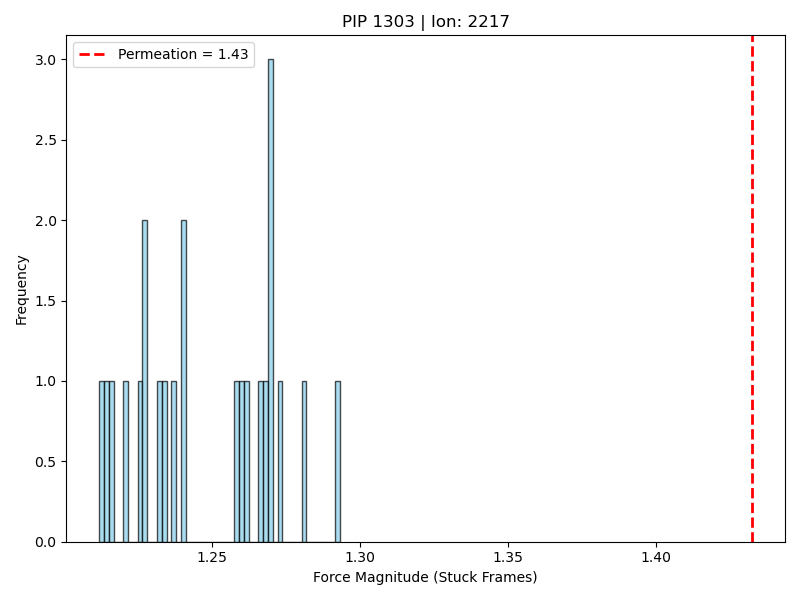 PIP 1303 | Ion: 2217
Permeation = 1.43
3.0
2.5
2.0
1.5
1.0
0.5
0.0
Frequency
1.25
1.30
1.35
1.40
Force Magnitude (Stuck Frames)